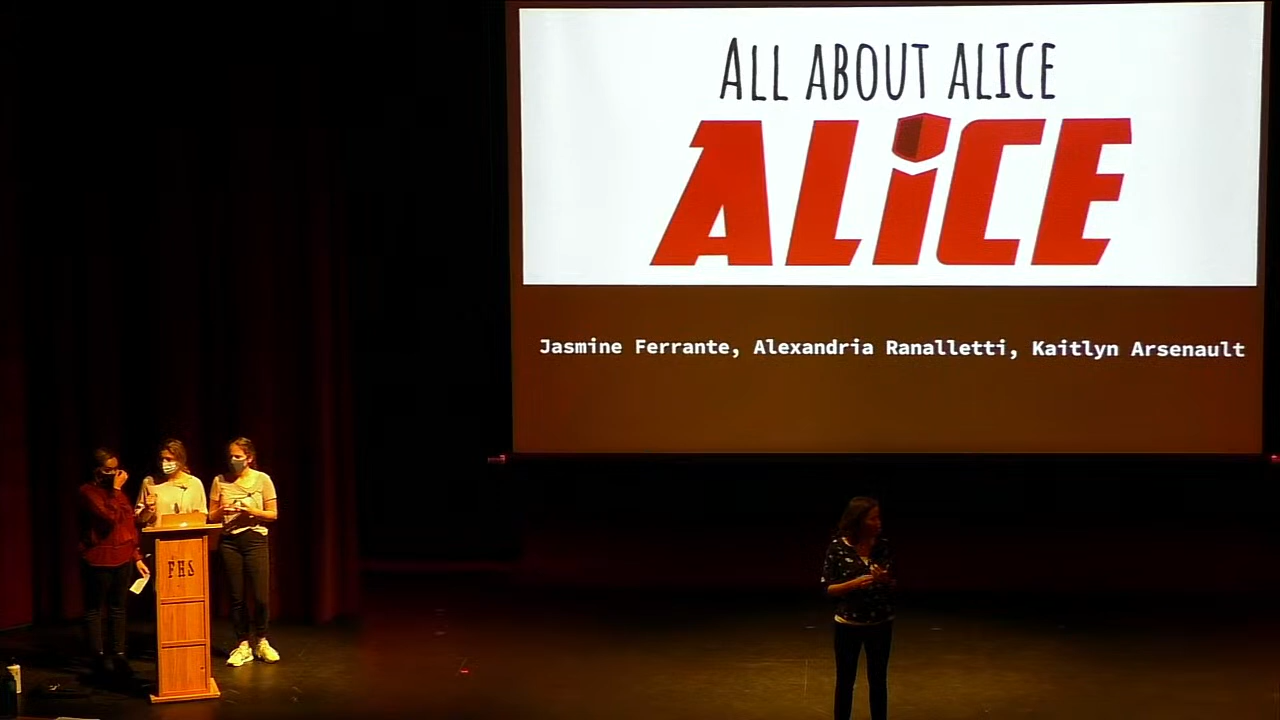 ALL ABOUT ALICE
ALiCE
Jasmine Ferrante, Alexandria Ranalletti, Kaitlyn Arsenault
FHS